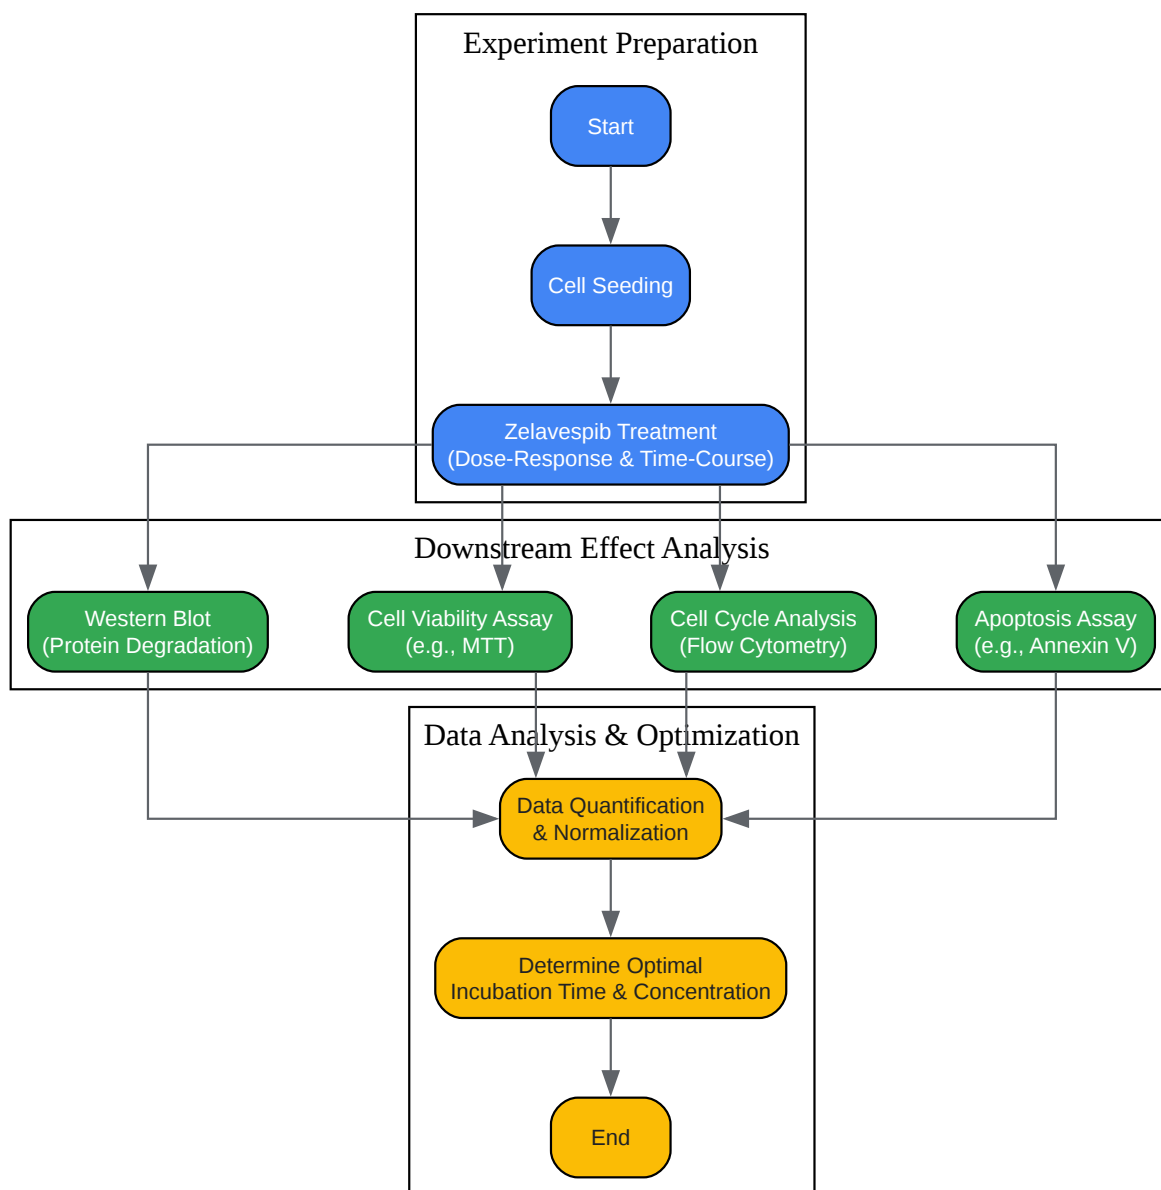 Experiment Preparation
Start
Cell Seeding
Zelavespib Treatment
(Dose-Response & Time-Course)
Downstream Effect Analysis
Western Blot
(Protein Degradation)
Cell Viability Assay
(e.g., MTT)
Cell Cycle Analysis
(Flow Cytometry)
Apoptosis Assay
(e.g., Annexin V)
Data Analysis & Optimization
Data Quantification
& Normalization
Determine Optimal
Incubation Time & Concentration
End